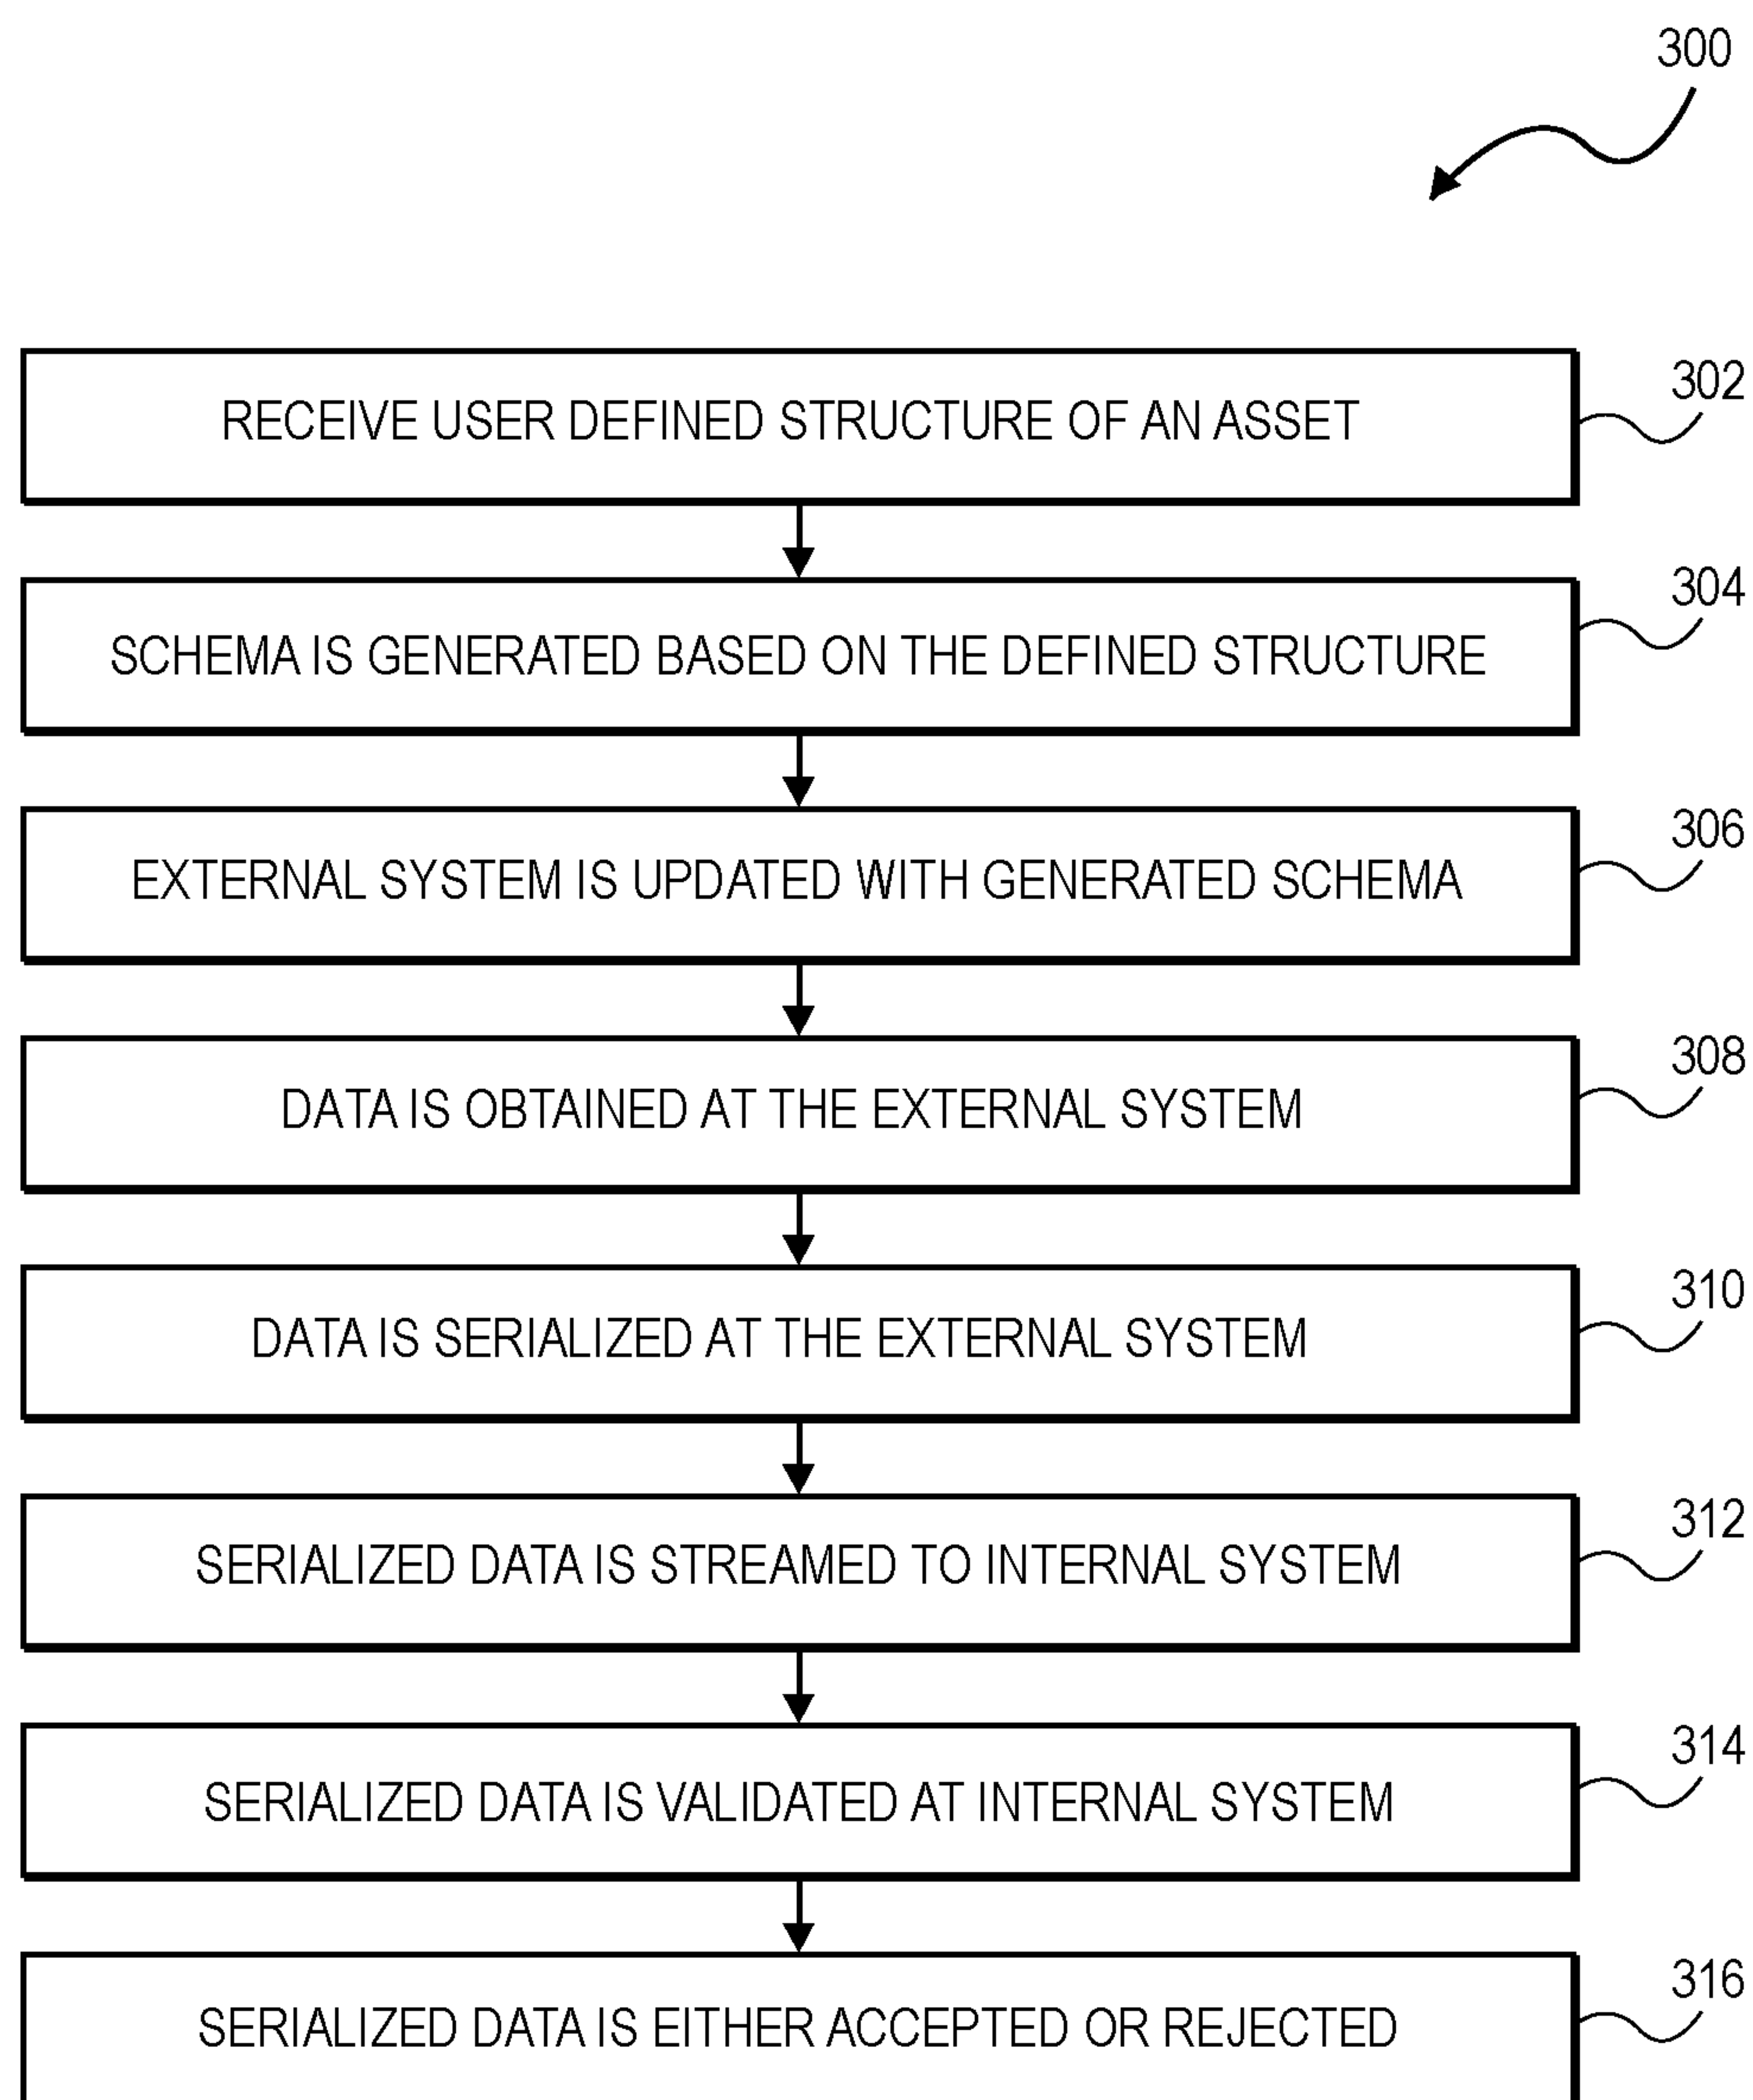 300
RECEIVE USER DEFINED STRUCTURE OF AN ASSET
302
SCHEMA IS GENERATED BASED ON THE DEFINED STRUCTURE
304
EXTERNAL SYSTEM IS UPDATED WITH GENERATED SCHEMA
306
DATA IS OBTAINED AT THE EXTERNAL SYSTEM
308
DATA IS SERIALIZED AT THE EXTERNAL SYSTEM
310
SERIALIZED DATA IS STREAMED TO INTERNAL SYSTEM
312
SERIALIZED DATA IS VALIDATED AT INTERNAL SYSTEM
314
SERIALIZED DATA IS EITHER ACCEPTED OR REJECTED
316